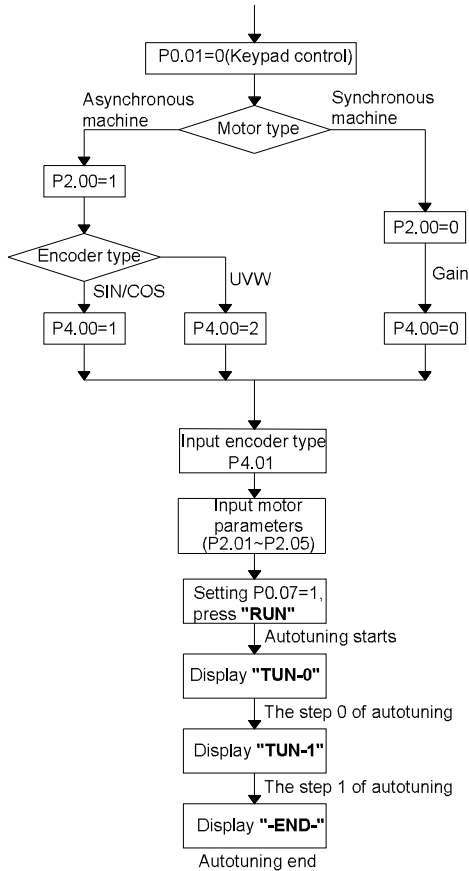 P0.01=0(Keypad control)
Asynchronous
machine
Synchronous
machine
Motor type
P2.00=1
P2.00=0
Encoder type
SIN/COS
UVW
Gain
P4.00=1
P4.00=2
P4.00=0
Input encoder type
P4.01
Input motor
parameters
(P2.01~P2.05)
Setting P0.07=1,
press "RUN"
Autotuning starts
Display "TUN-0"
The step 0 of autotuning
Display "TUN-1"
The step 1 of autotuning
Display "-END-"
Autotuning end